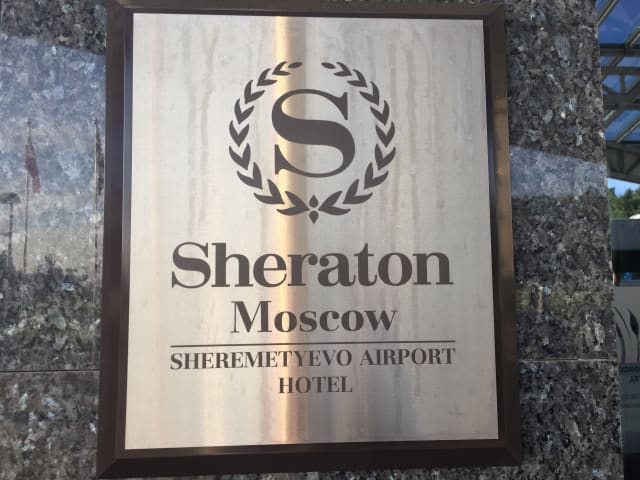 S
Sheraton
Moscow
SHEREMETYEVO AIRPORT
HOTEL